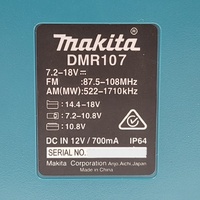 makita
DMR107
7.2-18V⎓
FM :87.5-108MHz
AM(MW):522-1710kHz
:14.4-18V
:7.2-10.8V
:10.8V
DC IN 12V / 700mA IP64
SERIAL NO.
Makita Corporation Anjo, Aichi, Japan
Made in China